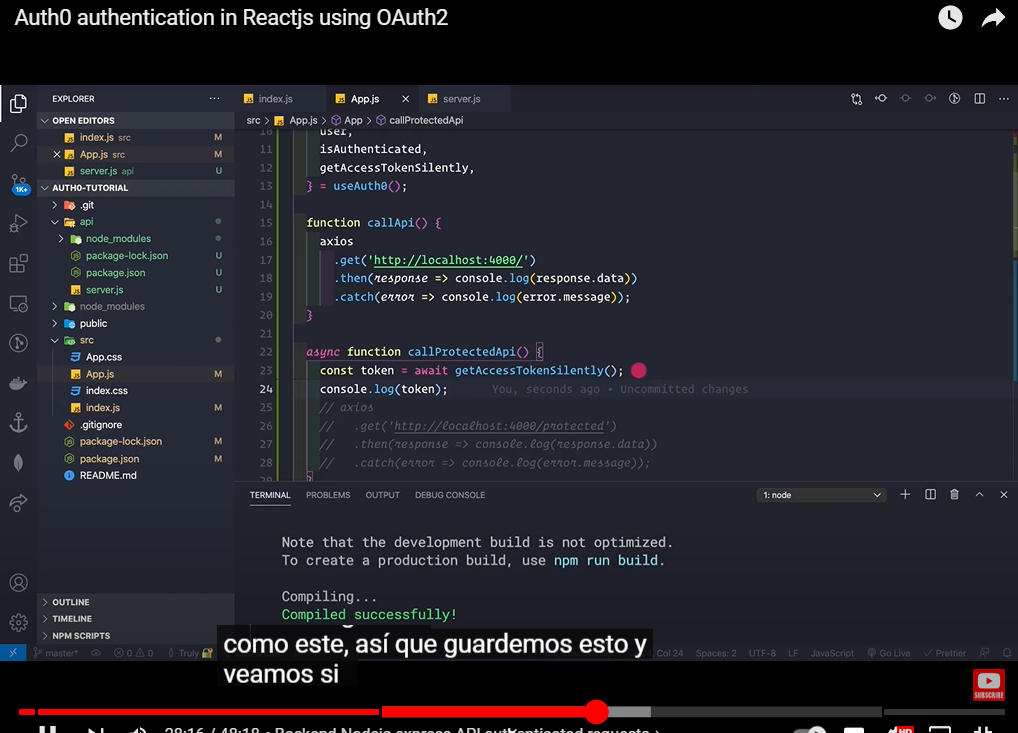 Auth0 authentication in Reactjs using OAuth2
EXPLORER
OPEN EDITORS
index.js src M
App.js src M
server.js api U
AUTH0-TUTORIAL
.git
api
node_modules
package-lock.json U
package.json U
server.js U
node_modules
public
src
App.css
App.js M
index.css
index.js M
.gitignore
package-lock.json M
package.json M
README.md
OUTLINE
TIMELINE
NPM SCRIPTS
1K+
index.js App.js server.js
src > App.js > App > callProtectedApi
10 user,
11 isAuthenticated,
12 getAccessTokenSilently,
13 } = useAuth0();
14
15 function callApi() {
16 axios
17 .get('http://localhost:4000/')
18 .then(response => console.log(response.data))
19 .catch(error => console.log(error.message));
20 }
21
22 async function callProtectedApi() {
23 const token = await getAccessTokenSilently();
24 console.log(token); You, seconds ago • Uncommitted changes
25 // axios
26 // .get('http://localhost:4000/protected')
27 // .then(response => console.log(response.data))
28 // .catch(error => console.log(error.message));
29 }
TERMINAL PROBLEMS OUTPUT DEBUG CONSOLE 1: node
Note that the development build is not optimized.
To create a production build, use npm run build.
Compiling...
Compiled successfully!
como este, así que guardemos esto y
veamos si
master* 0 0 Truly Col 24 Spaces: 2 UTF-8 LF JavaScript Go Live Prettier
SUBSCRIBE
28:16 / 48:18 • Backend Nodejs express API authenticated requests >
HD